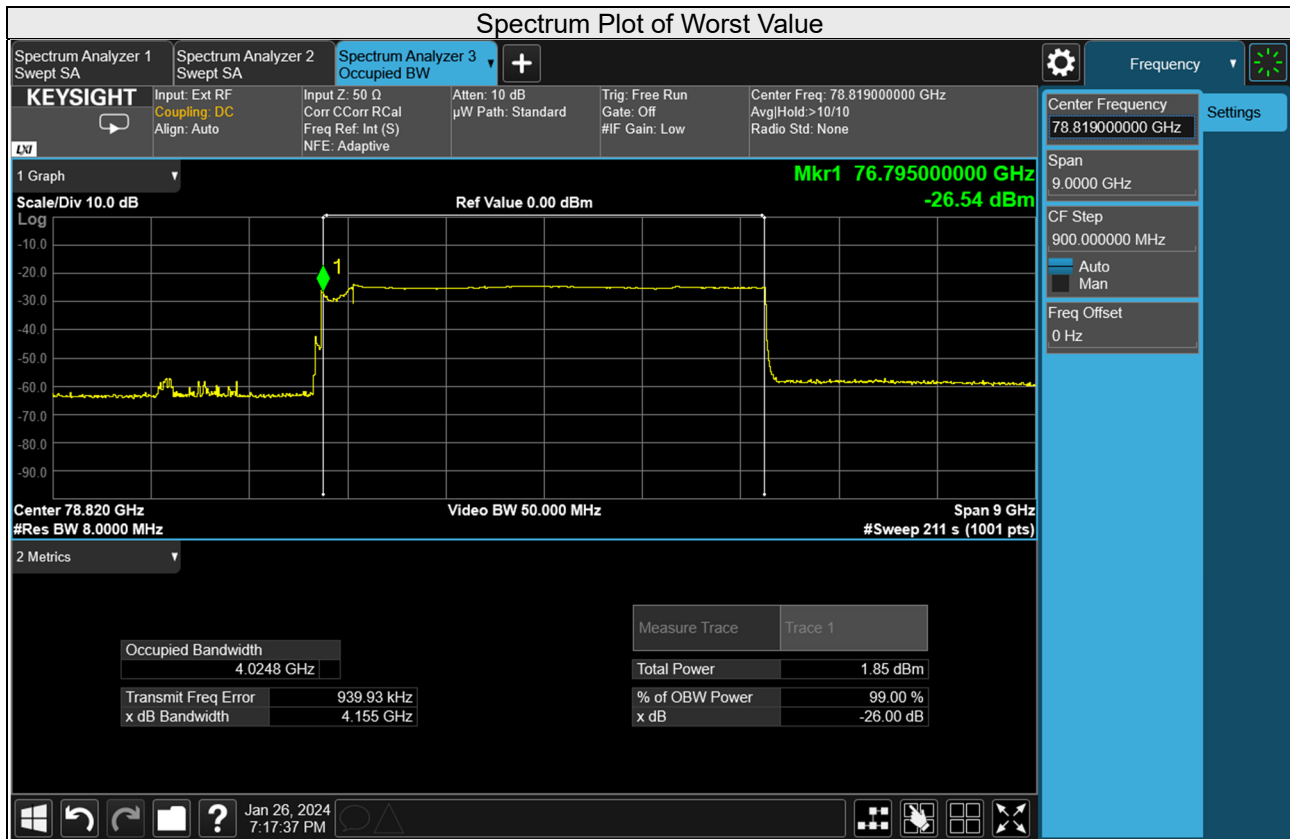 Spectrum Plot of Worst Value
Spectrum Analyzer 1
Swept SA
Spectrum Analyzer 2
Swept SA
Spectrum Analyzer 3
Occupied BW
Frequency
KEYSIGHT
LXI
Input: Ext RF
Coupling: DC
Align: Auto
Input Z: 50 Ω
Corr CCorr RCal
Freq Ref: Int (S)
NFE: Adaptive
Atten: 10 dB
µW Path: Standard
Trig: Free Run
Gate: Off
#IF Gain: Low
Center Freq: 78.819000000 GHz
Avg|Hold:>10/10
Radio Std: None
Center Frequency
78.819000000 GHz
Settings
Span
9.0000 GHz
CF Step
900.000000 MHz
Auto
Man
Freq Offset
0 Hz
1 Graph
Mkr1 76.795000000 GHz
-26.54 dBm
Scale/Div 10.0 dB
Ref Value 0.00 dBm
Log
-10.0
-20.0
-30.0
-40.0
-50.0
-60.0
-70.0
-80.0
-90.0
1
Center 78.820 GHz
Video BW 50.000 MHz
Span 9 GHz
#Res BW 8.0000 MHz
#Sweep 211 s (1001 pts)
2 Metrics
Occupied Bandwidth
4.0248 GHz
Transmit Freq Error 939.93 kHz
x dB Bandwidth 4.155 GHz
Measure Trace Trace 1
Total Power 1.85 dBm
% of OBW Power 99.00 %
x dB -26.00 dB
Jan 26, 2024
7:17:37 PM